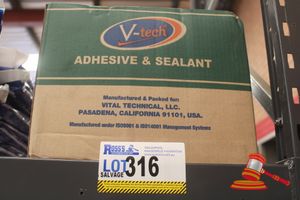 V-tech
ADHESIVE & SEALANT
Manufactured & Packed for:
VITAL TECHNICAL, LLC.
PASADENA, CALIFORNIA 91101, USA.
Manufactured under ISO9001 & ISO14001 Management Systems
ROSS'S
LOT 316
SALVAGE